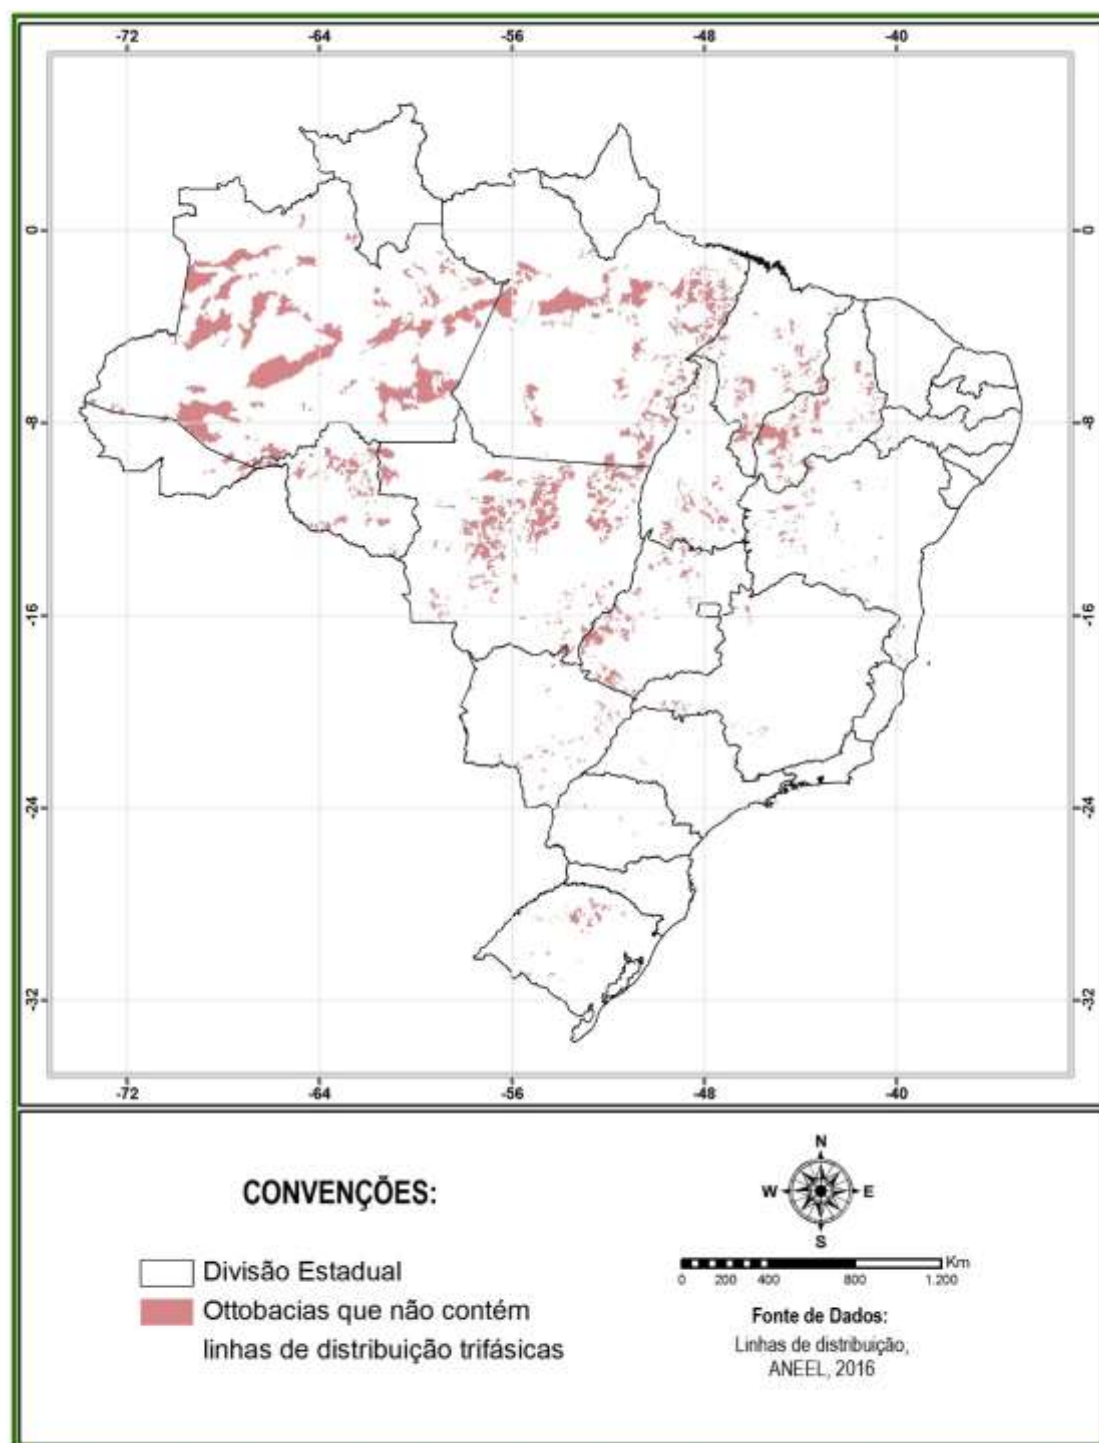 -72 -64 -56 -48 -40
0 0
-8 -8
-16 -16
-24 -24
-32 -32
-72 -64 -56 -48 -40
N
CONVENÇÕES:
W E
S
Divisão Estadual
Km
0 200 400 800 1.200
Ottobacias que não contém
linhas de distribuição trifásicas
Fonte de Dados:
Linhas de distribuição,
ANEEL, 2016